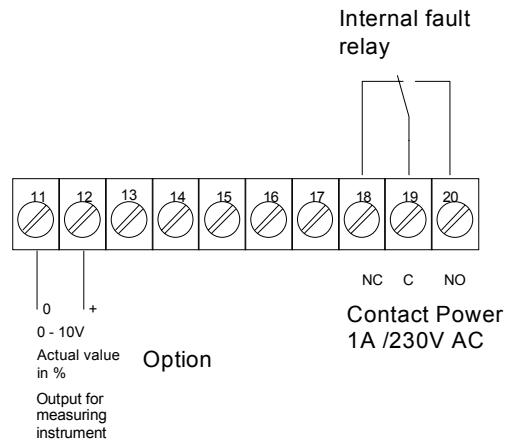 Internal fault
relay
11 12 13 14 15 16 17 18 19 20
NC C NO
0 +
0 - 10V
Actual value
in %
Option
Output for
measuring
instrument
Contact Power
1A /230V AC